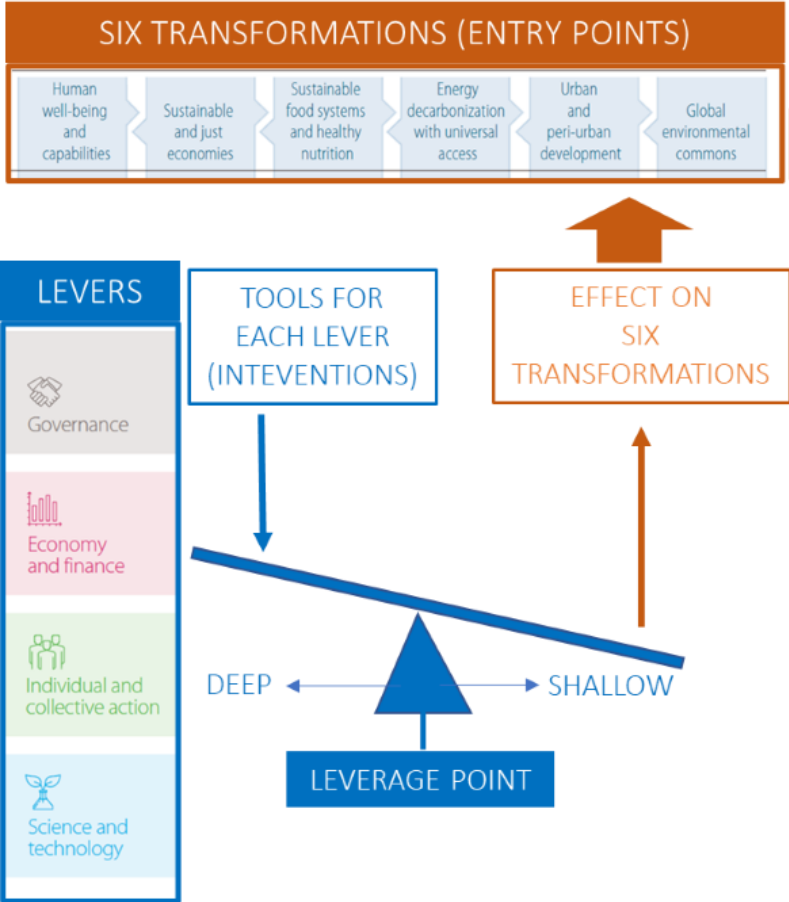 SIX TRANSFORMATIONS (ENTRY POINTS)
Human
well-being
and
capabilities
Sustainable
and just
economies
Sustainable
food systems
and healthy
nutrition
Energy
decarbonization
with universal
access
Urban
and
peri-urban
development
Global
environmental
commons
LEVERS
Governance
Economy
and finance
Individual and
collective action
Science and
technology
TOOLS FOR
EACH LEVER
(INTEVENTIONS)
EFFECT ON
SIX
TRANSFORMATIONS
DEEP
SHALLOW
LEVERAGE POINT